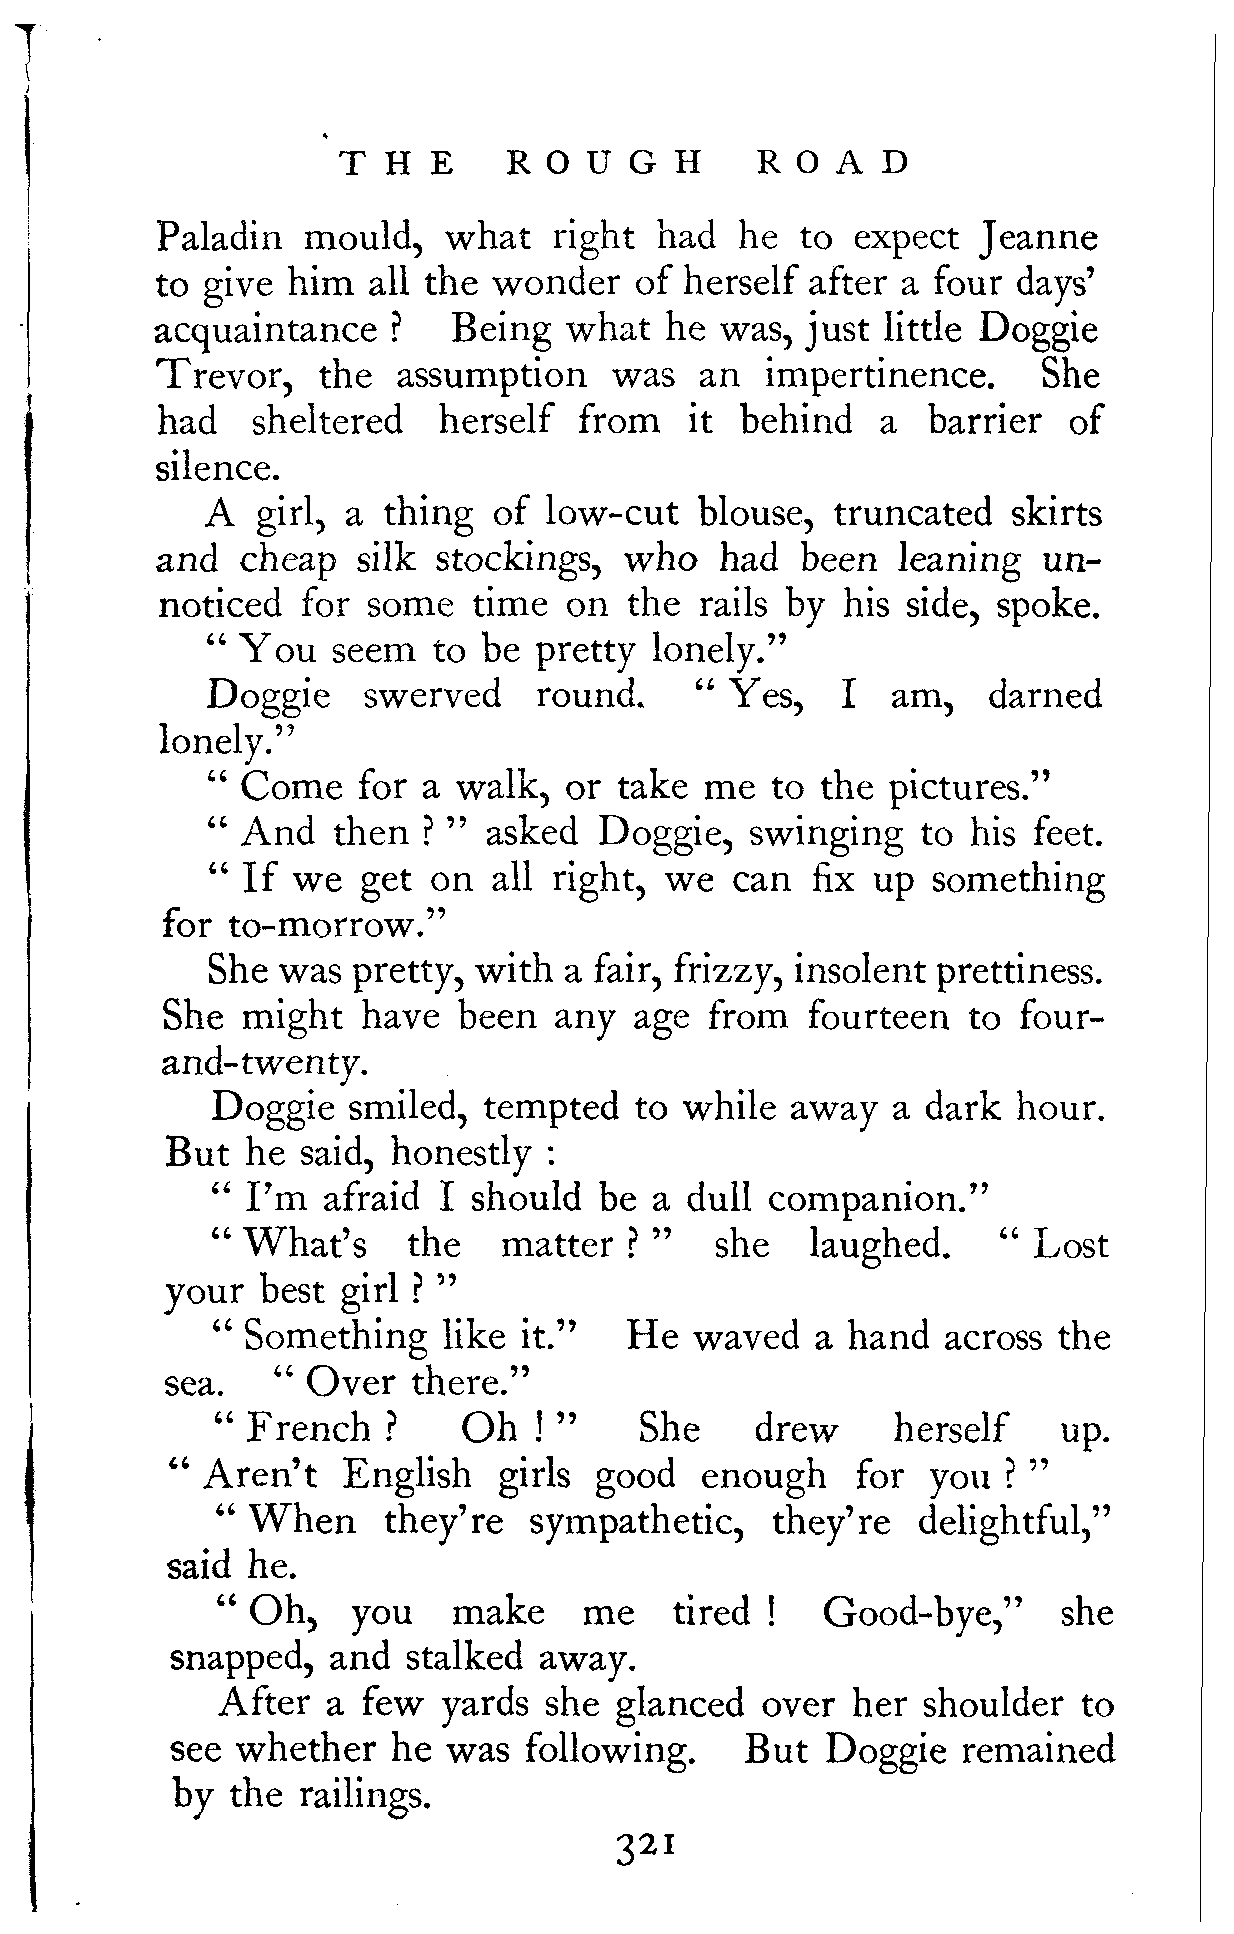 THE ROUGH ROAD
Paladin mould, what right had he to expect Jeanne
to give him all the wonder of herself after a four days'
acquaintance ? Being what he was, just little Doggie
Trevor, the assumption was an impertinence. She
had sheltered herself from it behind a barrier of
silence.
A girl, a thing of low-cut blouse, truncated skirts
and cheap silk stockings, who had been leaning un-
noticed for some time on the rails by his side, spoke.
“ You seem to be pretty lonely.”
Doggie swerved round. “ Yes, I am, darned
lonely.”
“ Come for a walk, or take me to the pictures.”
“ And then ? ” asked Doggie, swinging to his feet.
“ If we get on all right, we can fix up something
for to-morrow.”
She was pretty, with a fair, frizzy, insolent prettiness.
She might have been any age from fourteen to four-
and-twenty.
Doggie smiled, tempted to while away a dark hour.
But he said, honestly :
“ I'm afraid I should be a dull companion.”
“ What's the matter ? ” she laughed. “ Lost
your best girl ? ”
“ Something like it.” He waved a hand across the
sea. “ Over there.”
“ French ? Oh ! ” She drew herself up.
“ Aren't English girls good enough for you ? ”
“ When they're sympathetic, they're delightful,”
said he.
“ Oh, you make me tired ! Good-bye,” she
snapped, and stalked away.
After a few yards she glanced over her shoulder to
see whether he was following. But Doggie remained
by the railings.
321